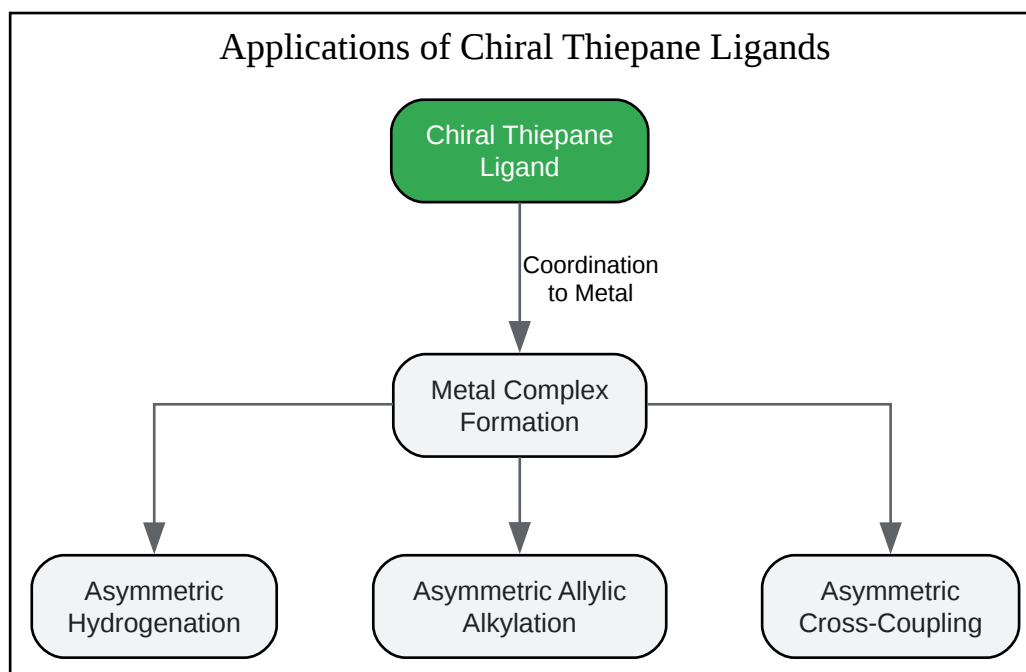 Applications of Chiral Thiepane Ligands
Chiral Thiepane
Ligand
Coordination
to Metal
Metal Complex
Formation
Asymmetric
Hydrogenation
Asymmetric Allylic
Alkylation
Asymmetric
Cross-Coupling